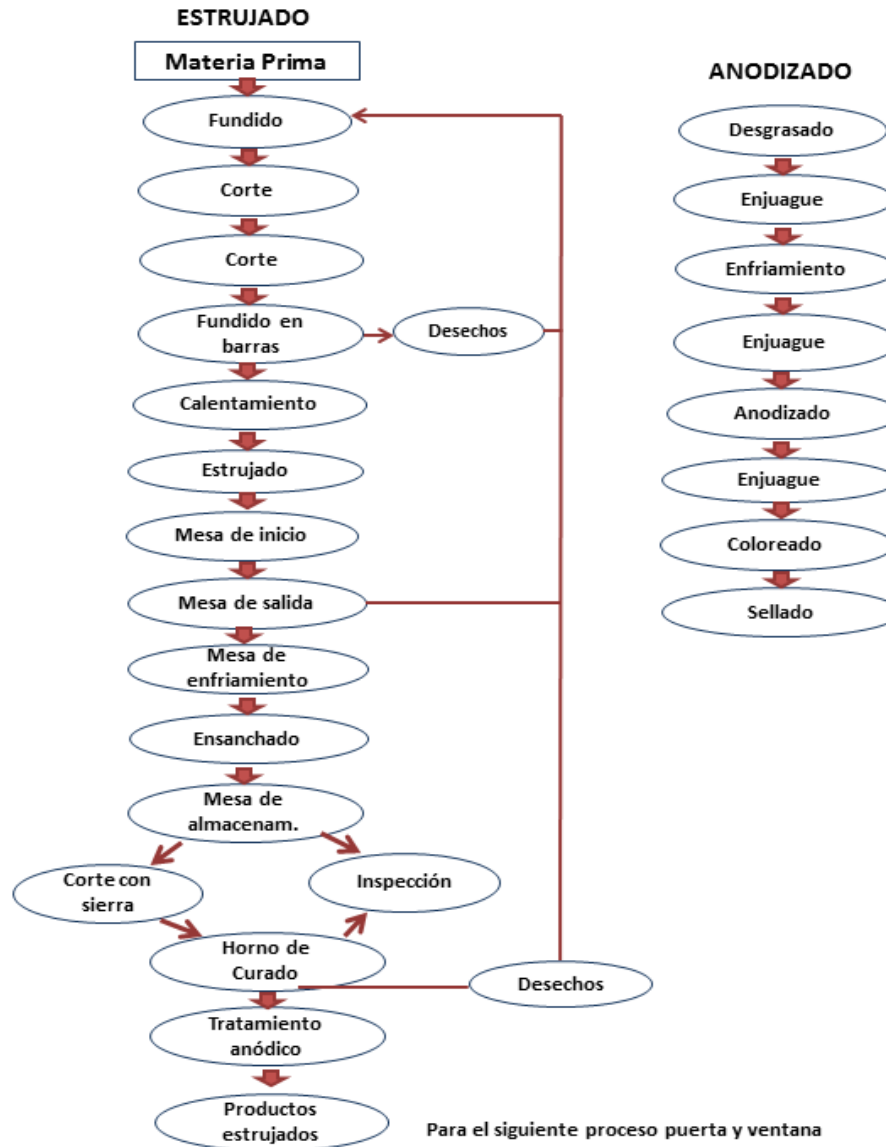 ESTRUJADO
Materia Prima
Fundido
Corte
Corte
Fundido en
barras
Desechos
Calentamiento
Estrujado
Mesa de inicio
Mesa de salida
Mesa de
enfriamiento
Ensanchado
Mesa de
almacenam.
Corte con
sierra
Inspección
Horno de
Curado
Desechos
Tratamiento
anódico
Productos
estrujados
ANODIZADO
Desgrasado
Enjuague
Enfriamiento
Enjuague
Anodizado
Enjuague
Coloreado
Sellado
Para el siguiente proceso puerta y ventana